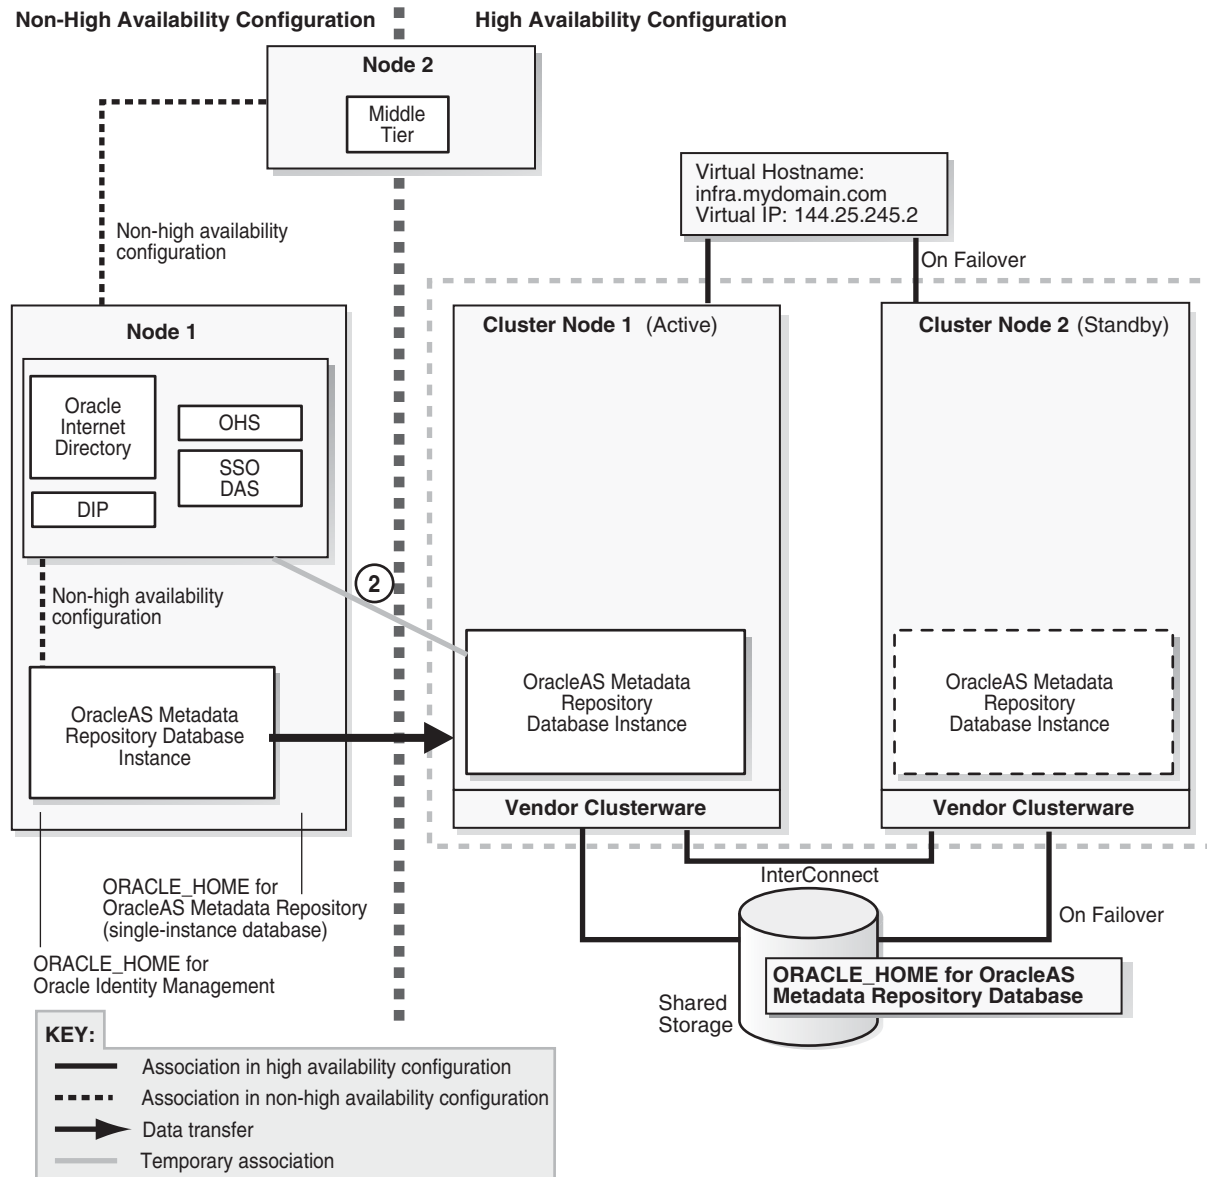 Non-High Availability Configuration
High Availability Configuration
Node 2
Middle
Tier
Virtual Hostname:
infra.mydomain.com
Virtual IP: 144.25.245.2
Non-high availability
configuration
On Failover
Node 1
Cluster Node 1 (Active)
Cluster Node 2 (Standby)
Oracle
Internet
Directory
OHS
SSO
DAS
DIP
2
Non-high availability
configuration
OracleAS Metadata
Repository Database
Instance
OracleAS Metadata
Repository
Database Instance
OracleAS Metadata
Repository
Database Instance
Vendor Clusterware
Vendor Clusterware
InterConnect
ORACLE_HOME for
OracleAS Metadata Repository
(single-instance database)
On Failover
ORACLE_HOME for
Oracle Identity Management
ORACLE_HOME for OracleAS
Metadata Repository Database
Shared
Storage
KEY:
Association in high availability configuration
Association in non-high availability configuration
Data transfer
Temporary association